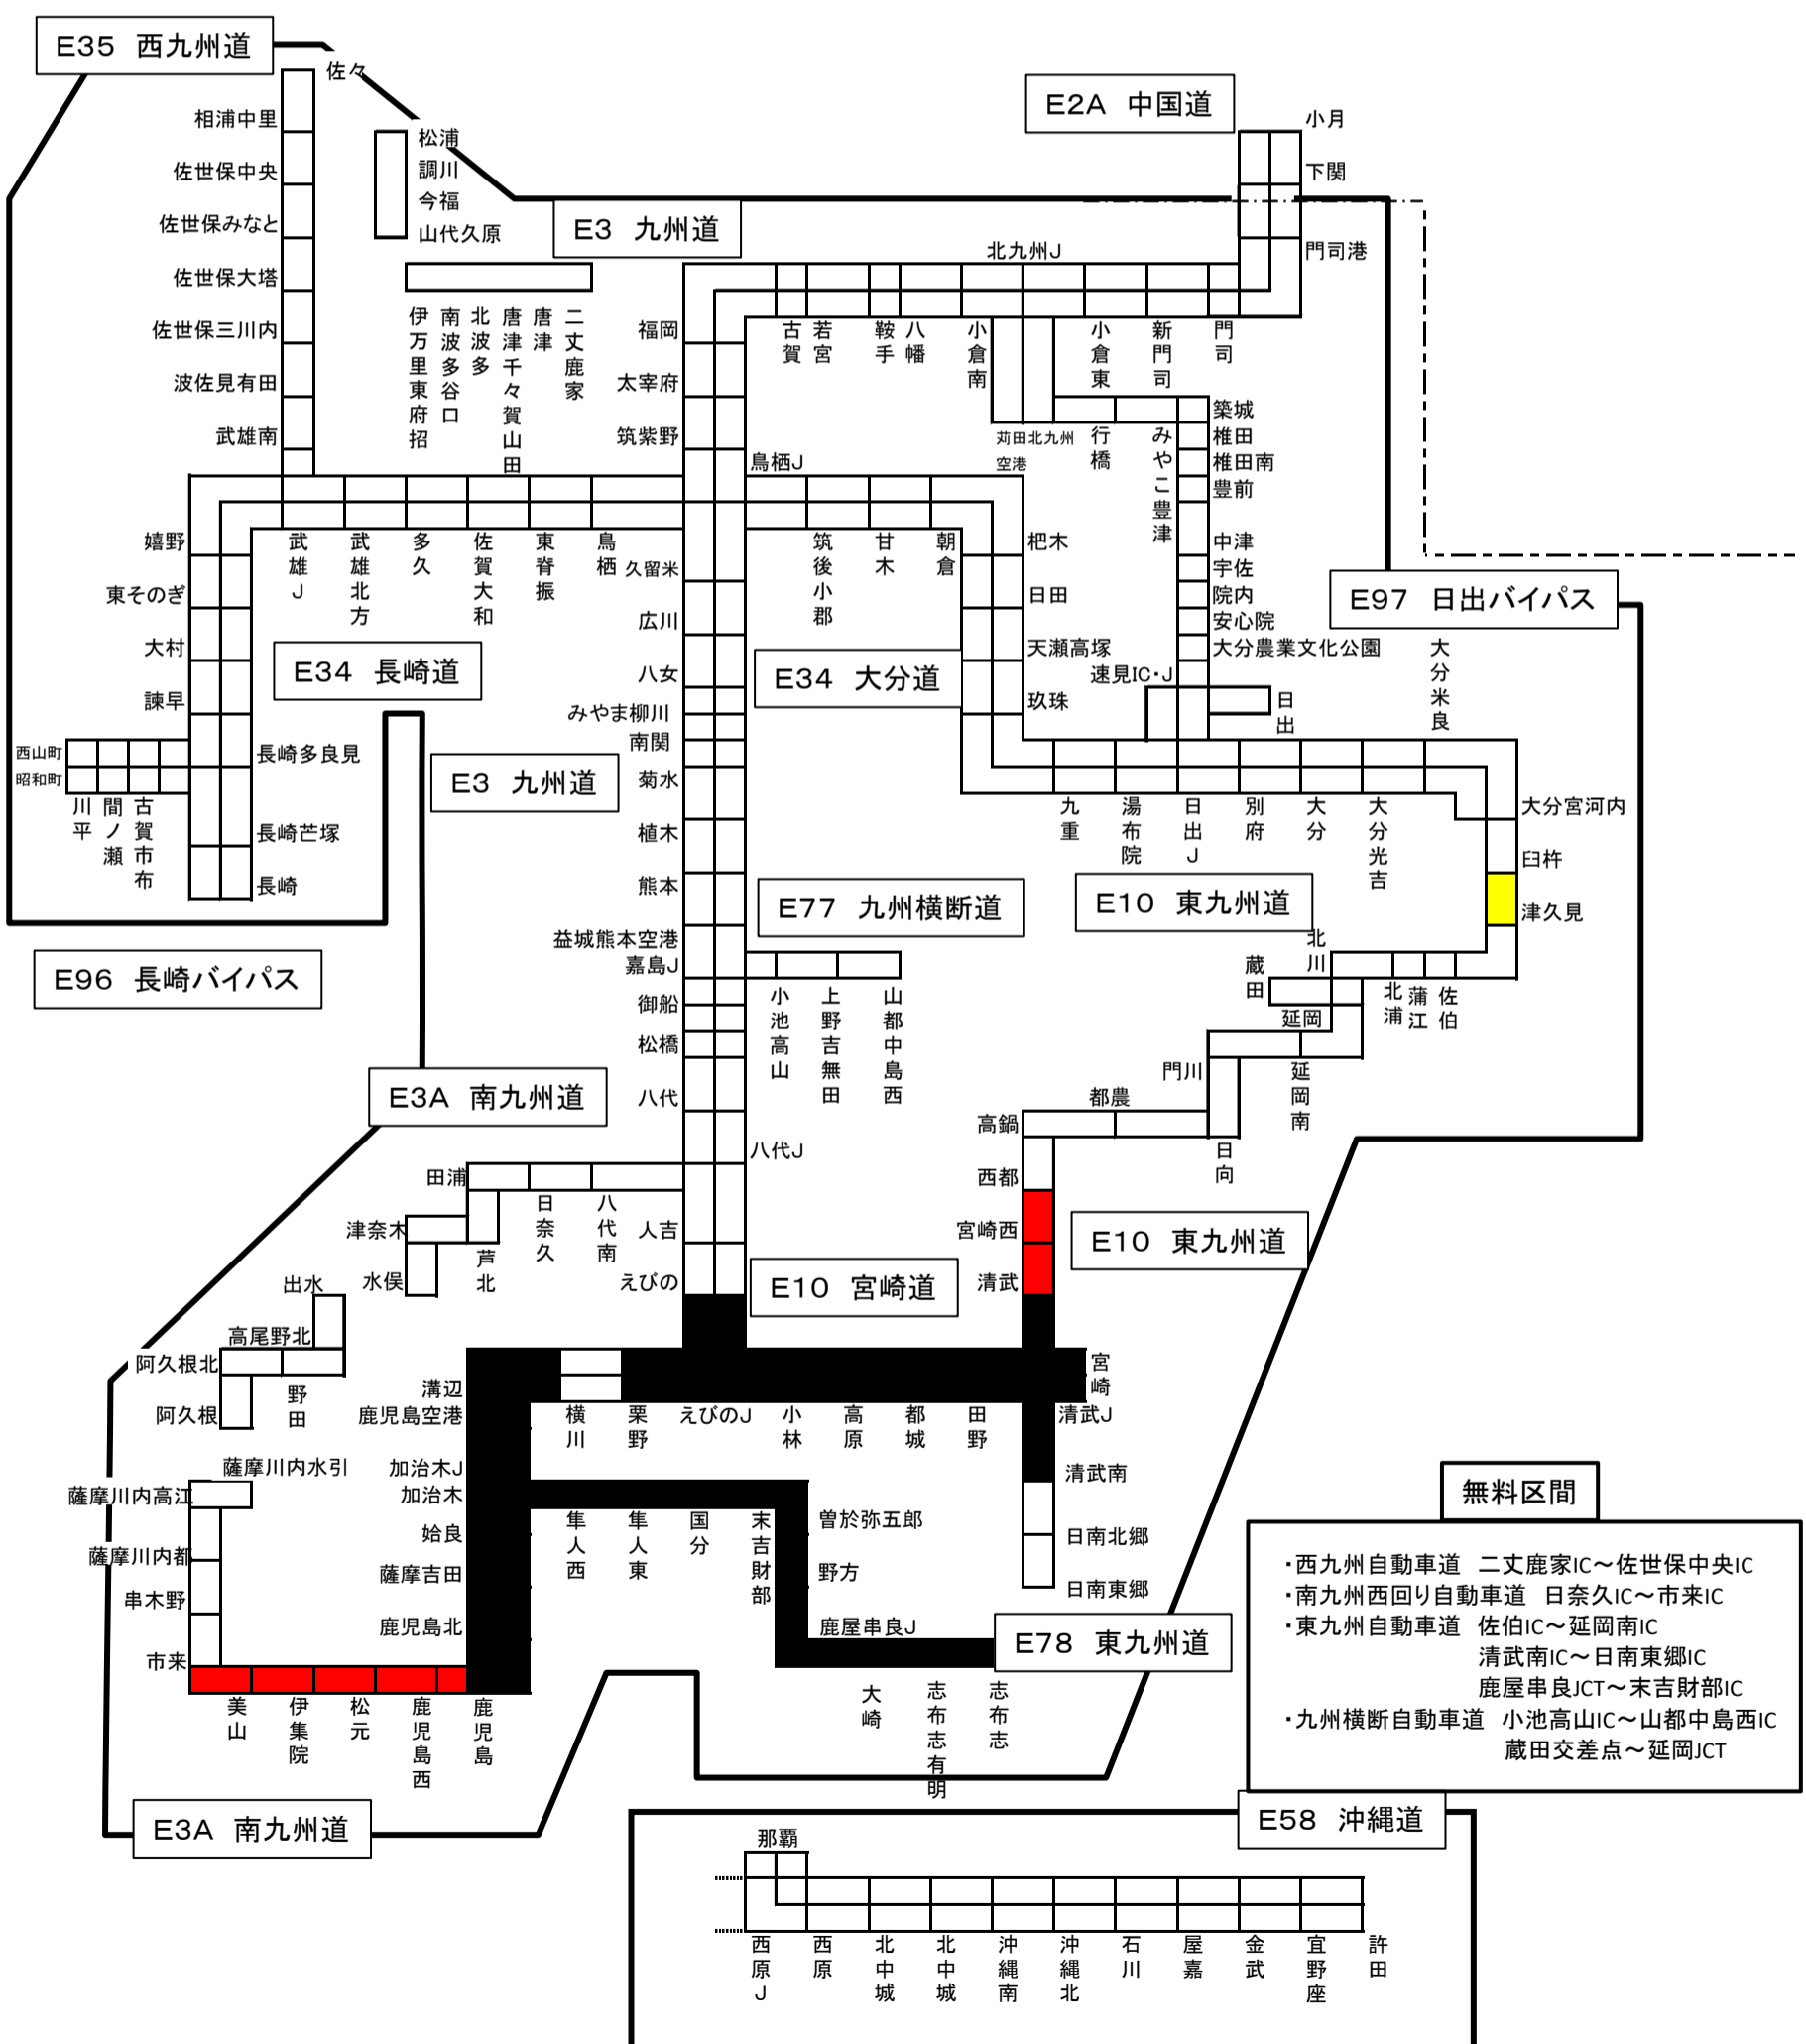 E35 西九州道
佐々
相浦中里
佐世保中央
佐世保みなと
佐世保大塔
佐世保三川内
波佐見有田
武雄南
松浦
調川
今福
山代久原
E3 九州道
E2A 中国道
小月
下関
門司港
北九州J
伊万里東府招
南波多谷口
北波多
唐津千々賀山田
唐津
二丈鹿家
福岡
太宰府
筑紫野
鳥栖J
古賀
若宮
鞍手
八幡
小倉南
小倉東
新門司
門司
苅田北九州
空港
行橋
みやこ豊津
築城
椎田
椎田南
豊前
中津
宇佐
院内
安心院
大分農業文化公園
速見IC・J
日出
E97 日出バイパス
大分米良
嬉野
東そのぎ
大村
諫早
武雄J
武雄北方
多久
佐賀大和
東脊振
鳥栖
久留米
広川
八女
みやま柳川
南関
菊水
植木
熊本
益城熊本空港
嘉島J
御船
松橋
八代
八代J
人吉
えびの
筑後小郡
甘木
朝倉
杷木
日田
天瀬高塚
玖珠
E34 長崎道
E34 大分道
西山町
昭和町
川平
間ノ瀬
古賀市布
長崎多良見
長崎芒塚
長崎
E3 九州道
九重
湯布院
日出J
別府
大分
大分光吉
大分宮河内
臼杵
津久見
E77 九州横断道
E10 東九州道
E96 長崎バイパス
小池高山
上野吉無田
山都中島西
北川
蔵田
延岡
北浦
蒲江
佐伯
門川
延岡南
都農
日向
高鍋
西都
宮崎西
清武
E10 東九州道
E3A 南九州道
田浦
日奈久
八代南
津奈木
芦北
水俣
出水
高尾野北
阿久根北
野田
阿久根
E10 宮崎道
溝辺
鹿児島空港
横川
栗野
えびのJ
小林
高原
都城
田野
宮崎
清武J
清武南
日南北郷
日南東郷
薩摩川内水引
薩摩川内高江
薩摩川内都
串木野
市来
加治木J
加治木
姶良
薩摩吉田
鹿児島北
隼人西
隼人東
国分
末吉財部
曽於弥五郎
野方
鹿屋串良J
E78 東九州道
大崎
志布志有明
志布志
美山
伊集院
松元
鹿児島西
鹿児島
E3A 南九州道
無料区間
・西九州自動車道 二丈鹿家IC～佐世保中央IC
・南九州西回り自動車道 日奈久IC～市来IC
・東九州自動車道 佐伯IC～延岡南IC
清武南IC～日南東郷IC
鹿屋串良JCT～末吉財部IC
・九州横断自動車道 小池高山IC～山都中島西IC
蔵田交差点～延岡JCT
E58 沖縄道
那覇
西原J
西原
北中城
北中城
沖縄南
沖縄北
石川
屋嘉
金武
宜野座
許田